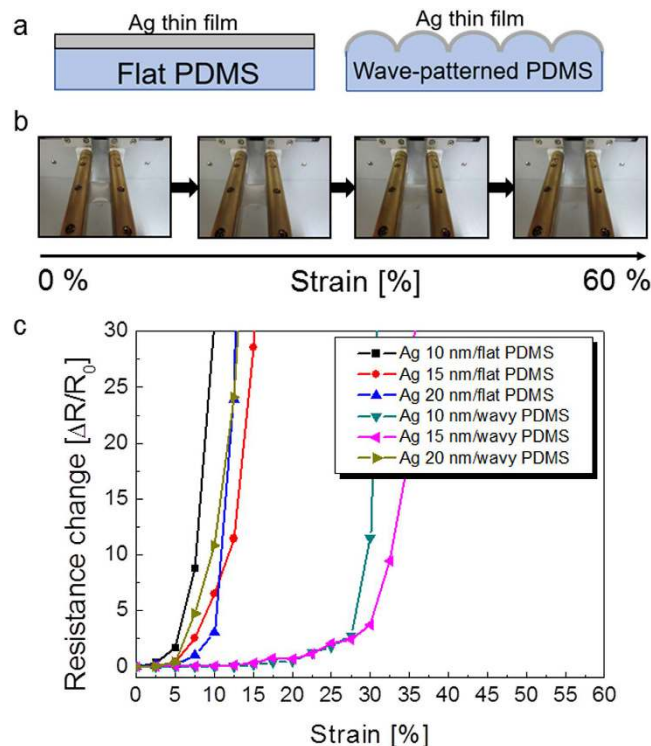 a
Ag thin film
Ag thin film
Flat PDMS
Wave-patterned PDMS
b
0 %
Strain [%]
60 %
c
Resistance change [ΔR/R₀]
30
25
20
15
10
5
0
Ag 10 nm/flat PDMS
Ag 15 nm/flat PDMS
Ag 20 nm/flat PDMS
Ag 10 nm/wavy PDMS
Ag 15 nm/wavy PDMS
Ag 20 nm/wavy PDMS
0 5 10 15 20 25 30 35 40 45 50 55 60
Strain [%]